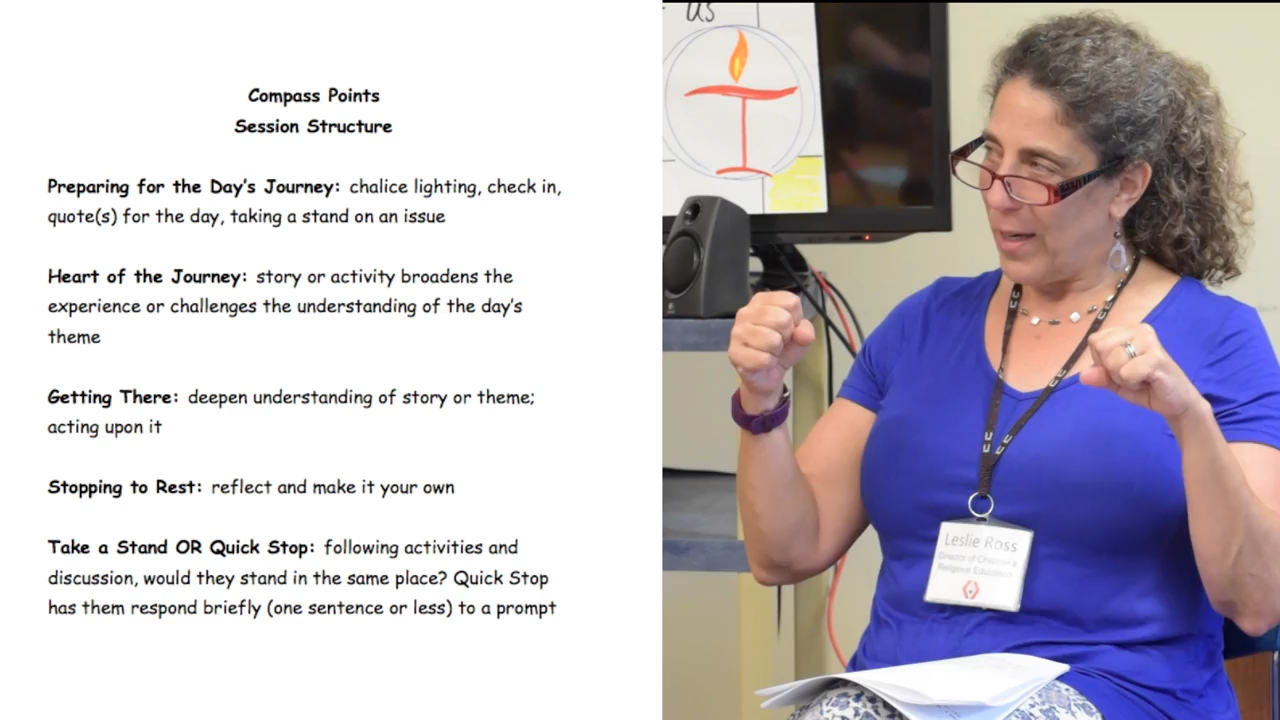 Compass Points
Session Structure
Preparing for the Day's Journey: chalice lighting, check in,
quote(s) for the day, taking a stand on an issue
Heart of the Journey: story or activity broadens the
experience or challenges the understanding of the day's
theme
Getting There: deepen understanding of story or theme;
acting upon it
Stopping to Rest: reflect and make it your own
Take a Stand OR Quick Stop: following activities and
discussion, would they stand in the same place? Quick Stop
has them respond briefly (one sentence or less) to a prompt
us
Leslie Ross
Director of
Religious Education